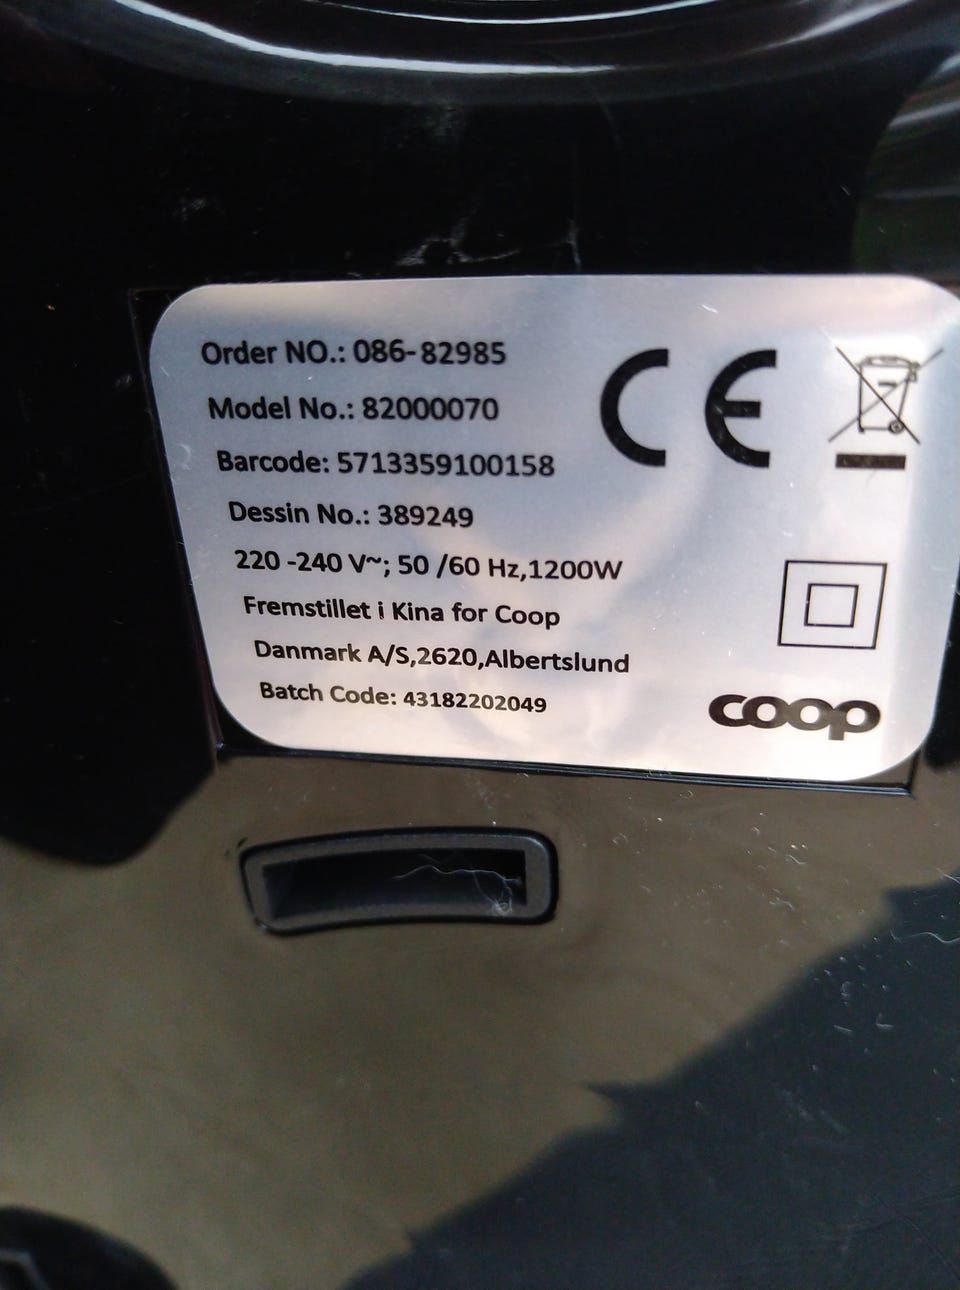 Order NO.: 086-82985
Model No.: 82000070
Barcode: 5713359100158
Dessin No.: 389249
220 -240 V~; 50 /60 Hz,1200W
Fremstillet i Kina for Coop
Danmark A/S,2620,Albertslund
Batch Code: 43182202049
CE
coop